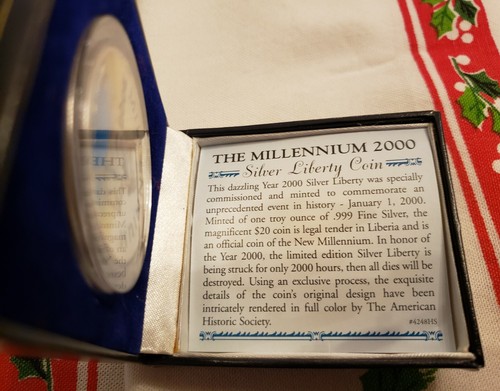 THE MILLENNIUM 2000
Silver Liberty Coin
This dazzling Year 2000 Silver Liberty was specially
commissioned and minted to commemorate an
unprecedented event in history - January 1, 2000.
Minted of one troy ounce of .999 Fine Silver, the
magnificent $20 coin is legal tender in Liberia and is
an official coin of the New Millennium. In honor of
the Year 2000, the limited edition Silver Liberty is
being struck for only 2000 hours, then all dies will be
destroyed. Using an exclusive process, the exquisite
details of the coin's original design have been
intricately rendered in full color by The American
Historic Society.